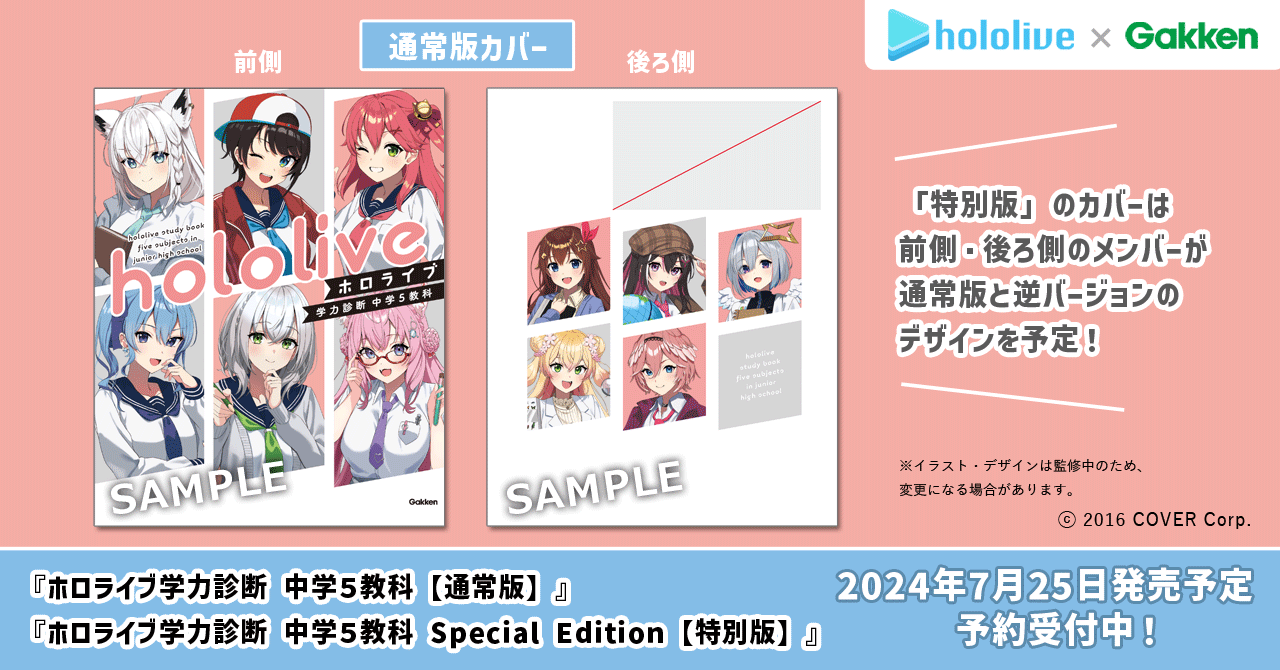 hololive × Gakken
通常版カバー
前側
後ろ側
hololive study book
five subjects in
junior high school
hololive
ホロライブ
学力診断 中学5教科
SAMPLE
Gakken
hololive
study book
five subjects
in junior
high school
SAMPLE
「特別版」のカバーは
前側・後ろ側のメンバーが
通常版と逆バージョンの
デザインを予定！
※イラスト・デザインは監修中のため、
変更になる場合があります。
ⓒ 2016 COVER Corp.
『ホロライブ学力診断 中学5教科【通常版】』
『ホロライブ学力診断 中学5教科 Special Edition【特別版】』
2024年7月25日発売予定
予約受付中！